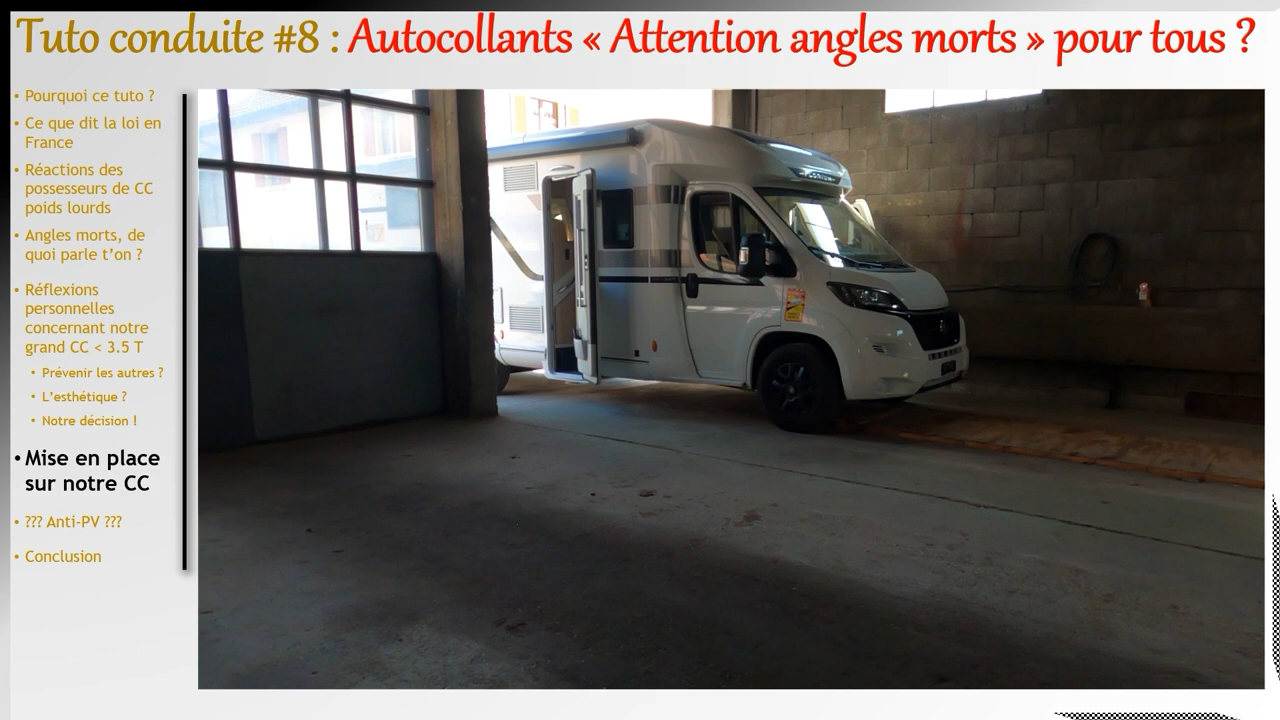 Tuto conduite #8 : Autocollants « Attention angles morts » pour tous ?
• Pourquoi ce tuto ?
• Ce que dit la loi en
France
• Réactions des
possesseurs de CC
poids lourds
• Angles morts, de
quoi parle t'on ?
• Réflexions
personnelles
concernant notre
grand CC < 3.5 T
• Prévenir les autres ?
• L'esthétique ?
• Notre décision !
• Mise en place
sur notre CC
• ??? Anti-PV ???
• Conclusion